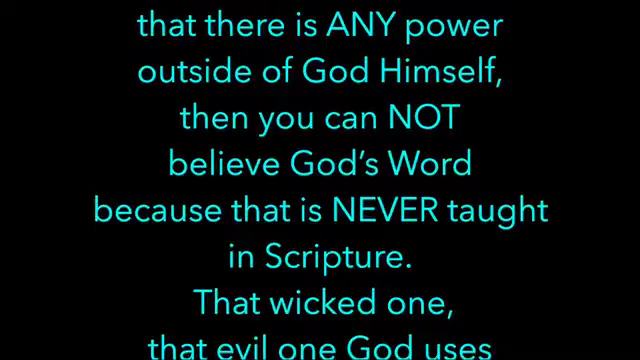 that there is ANY power
outside of God Himself,
then you can NOT
believe God’s Word
because that is NEVER taught
in Scripture.
That wicked one,
that evil one God uses